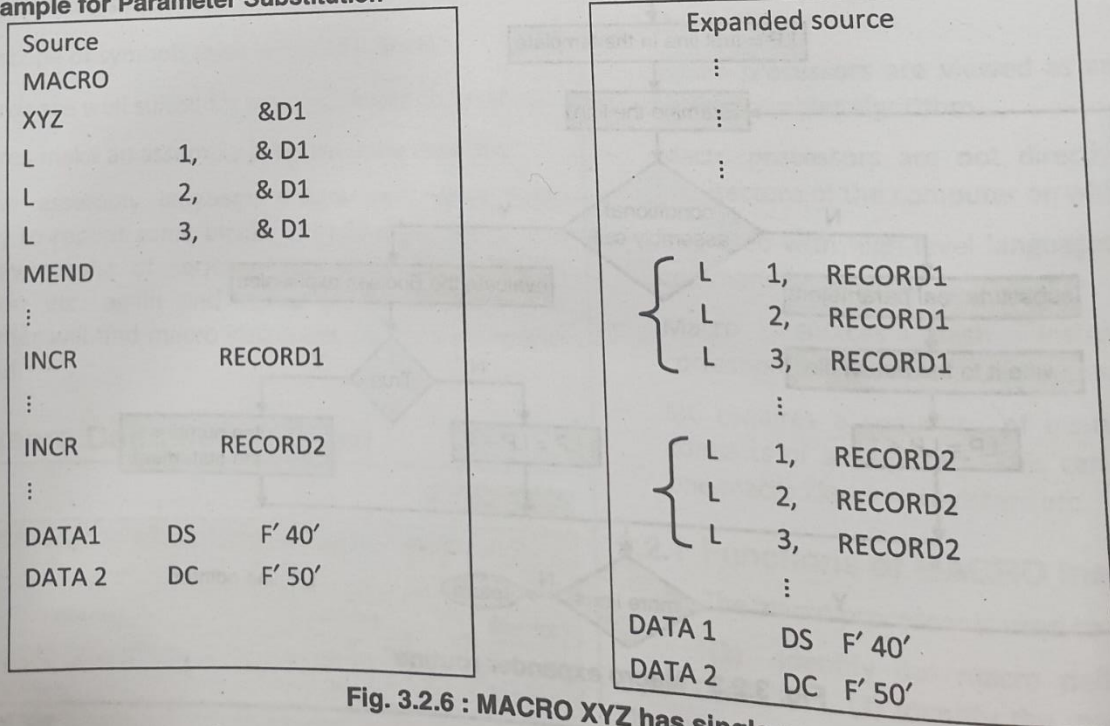 ample for Parameter Substitution
Source
MACRO
XYZ &D1
L 1, & D1
L 2, & D1
L 3, & D1
MEND
⋮
INCR RECORD1
⋮
INCR RECORD2
⋮
DATA1 DS F′ 40′
DATA 2 DC F′ 50′
Expanded source
⋮
⋮
⋮
L 1, RECORD1
L 2, RECORD1
L 3, RECORD1
⋮
L 1, RECORD2
L 2, RECORD2
L 3, RECORD2
⋮
DATA 1 DS F′ 40′
DATA 2 DC F′ 50′
Fig. 3.2.6 : MACRO XYZ has